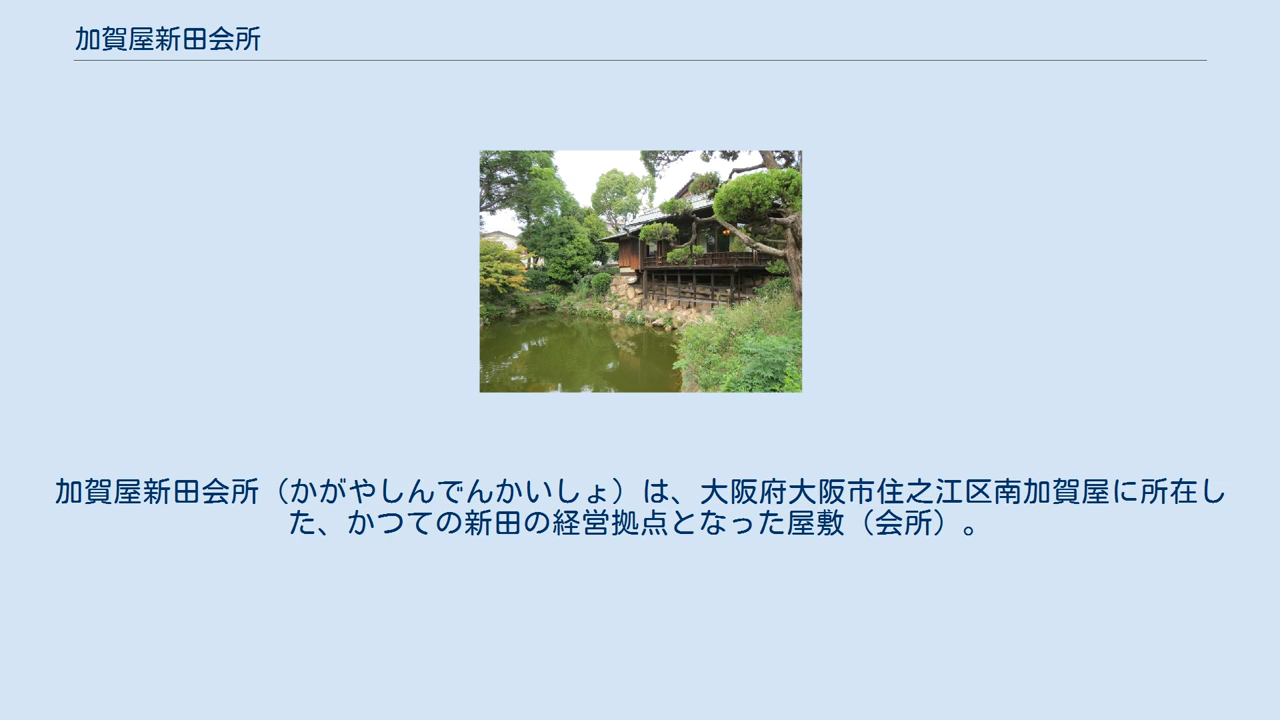 加賀屋新田会所
加賀屋新田会所（かがやしんでんかいしょ）は、大阪府大阪市住之江区南加賀屋に所在し
た、かつての新田の経営拠点となった屋敷（会所）。